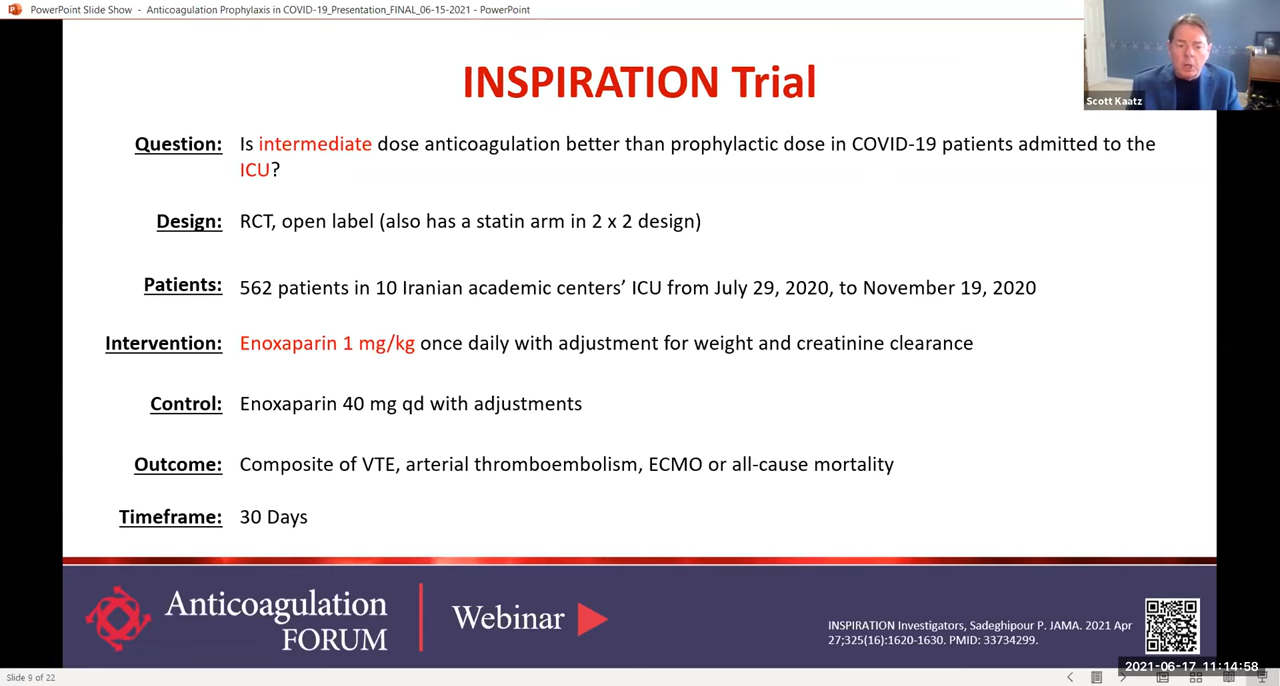 PowerPoint Slide Show - Anticoagulation Prophylaxis in COVID-19_Presentation_FINAL_06-15-2021 - PowerPoint
Scott Kaatz
INSPIRATION Trial
Question: Is intermediate dose anticoagulation better than prophylactic dose in COVID-19 patients admitted to the
ICU?
Design: RCT, open label (also has a statin arm in 2 x 2 design)
Patients: 562 patients in 10 Iranian academic centers’ ICU from July 29, 2020, to November 19, 2020
Intervention: Enoxaparin 1 mg/kg once daily with adjustment for weight and creatinine clearance
Control: Enoxaparin 40 mg qd with adjustments
Outcome: Composite of VTE, arterial thromboembolism, ECMO or all-cause mortality
Timeframe: 30 Days
Anticoagulation
FORUM
Webinar
INSPIRATION Investigators, Sadeghipour P. JAMA. 2021 Apr
27;325(16):1620-1630. PMID: 33734299.
2021-06-17 11:14:58
Slide 9 of 22